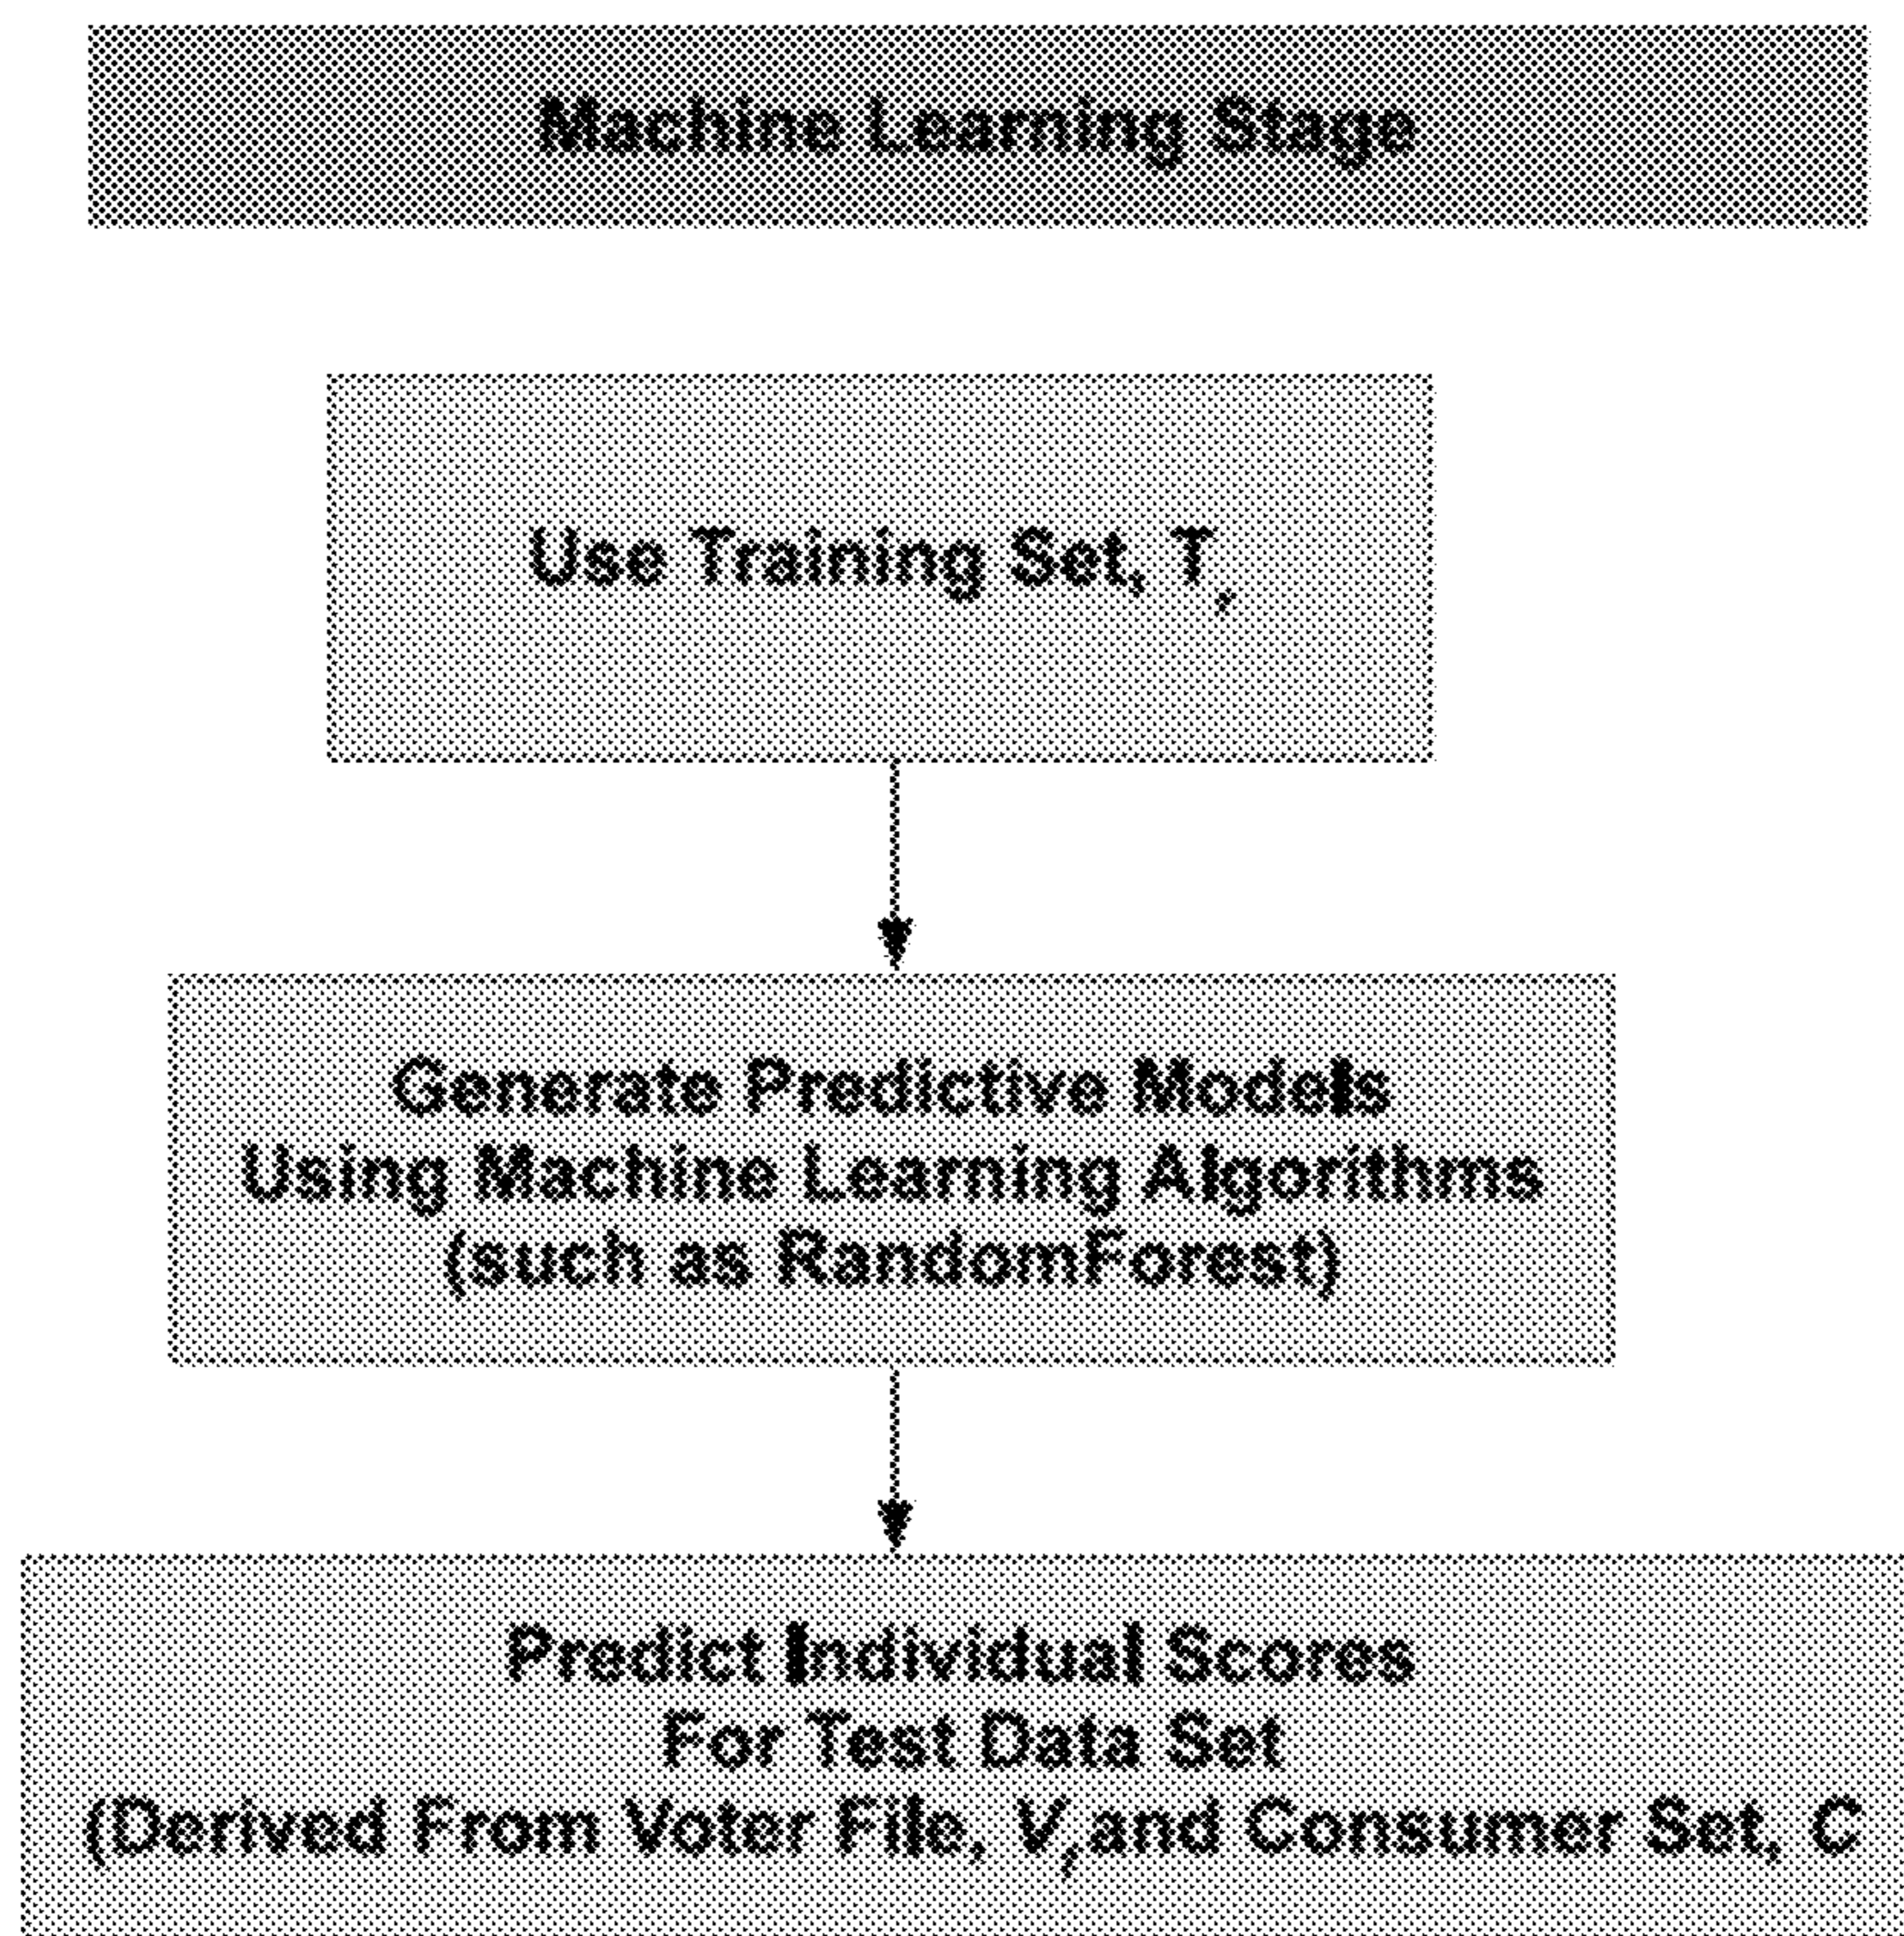 Machine Learning Stage
Use Training Set, T,
Generate Predictive Models
Using Machine Learning Algorithms
(such as RandomForest)
Predict Individual Scores
For Test Data Set
(Derived From Voter File, V, and Consumer Set, C